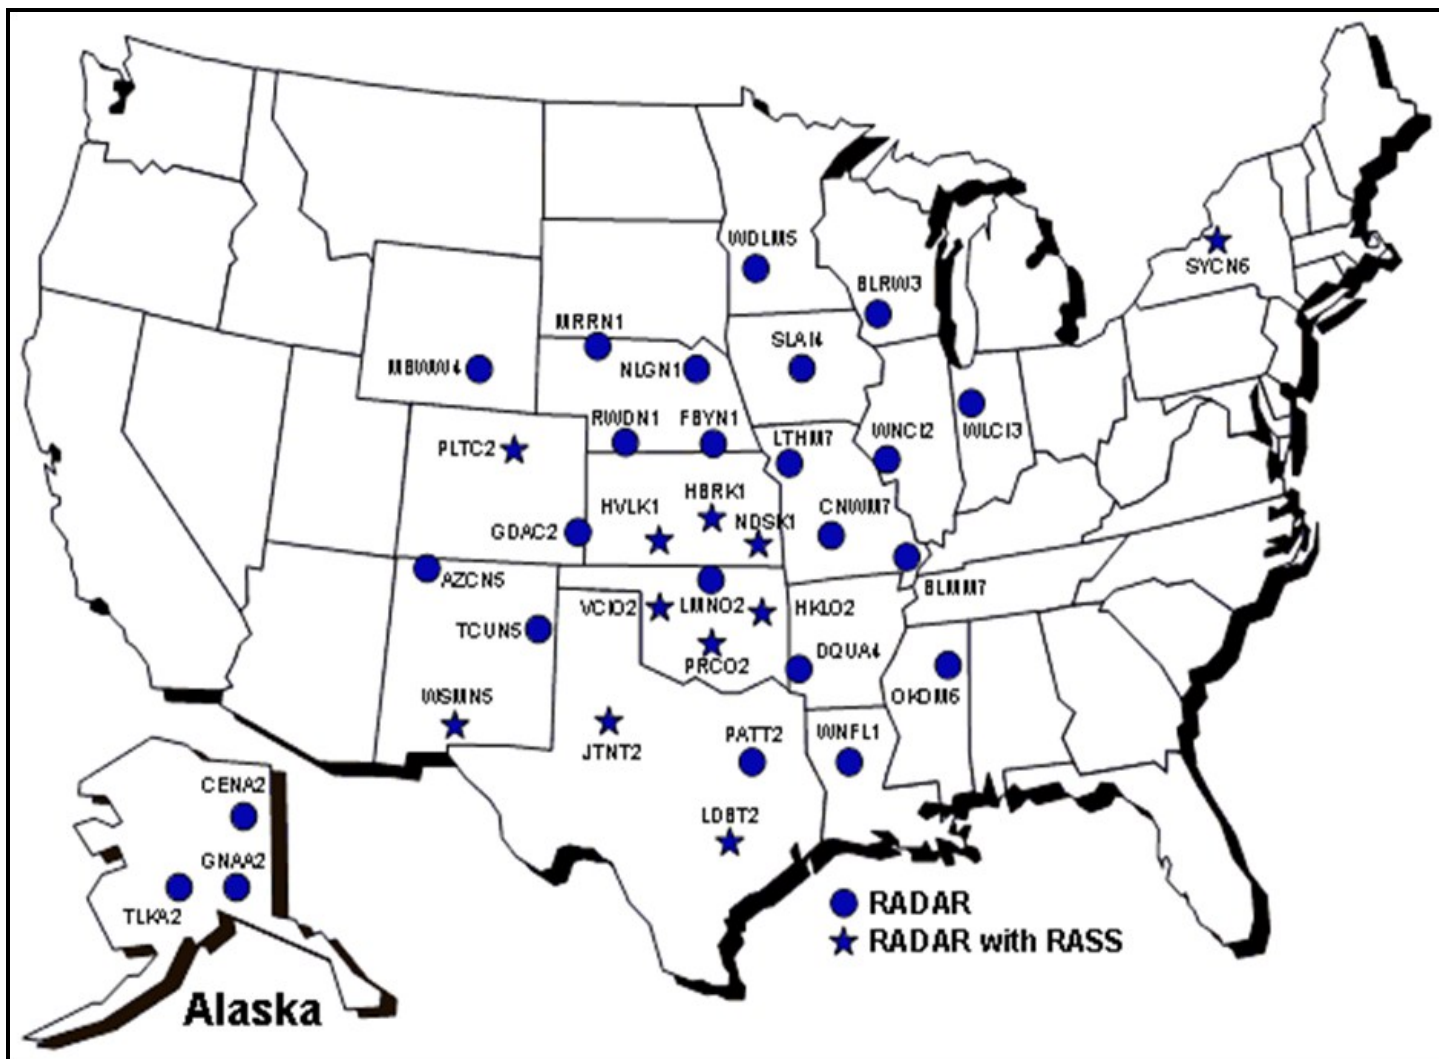 WDLM5
SYCN6
BLRW3
MRRN1
SLAI4
MBWW4
NLGN1
RWDN1
FBYN1
WNCI2
WLCI3
LTHM7
PLTC2
HBRK1
HVLK1
CNWM7
NDSK1
GDAC2
AZCN5
BLMM7
VCIO2
LMNO2
HKLO2
TCUN5
DQUA4
PRCO2
OKDM6
WSMN5
JTNT2
PATT2
WNFL1
CENA2
LDBT2
GNAA2
TLKA2
RADAR
RADAR with RASS
Alaska